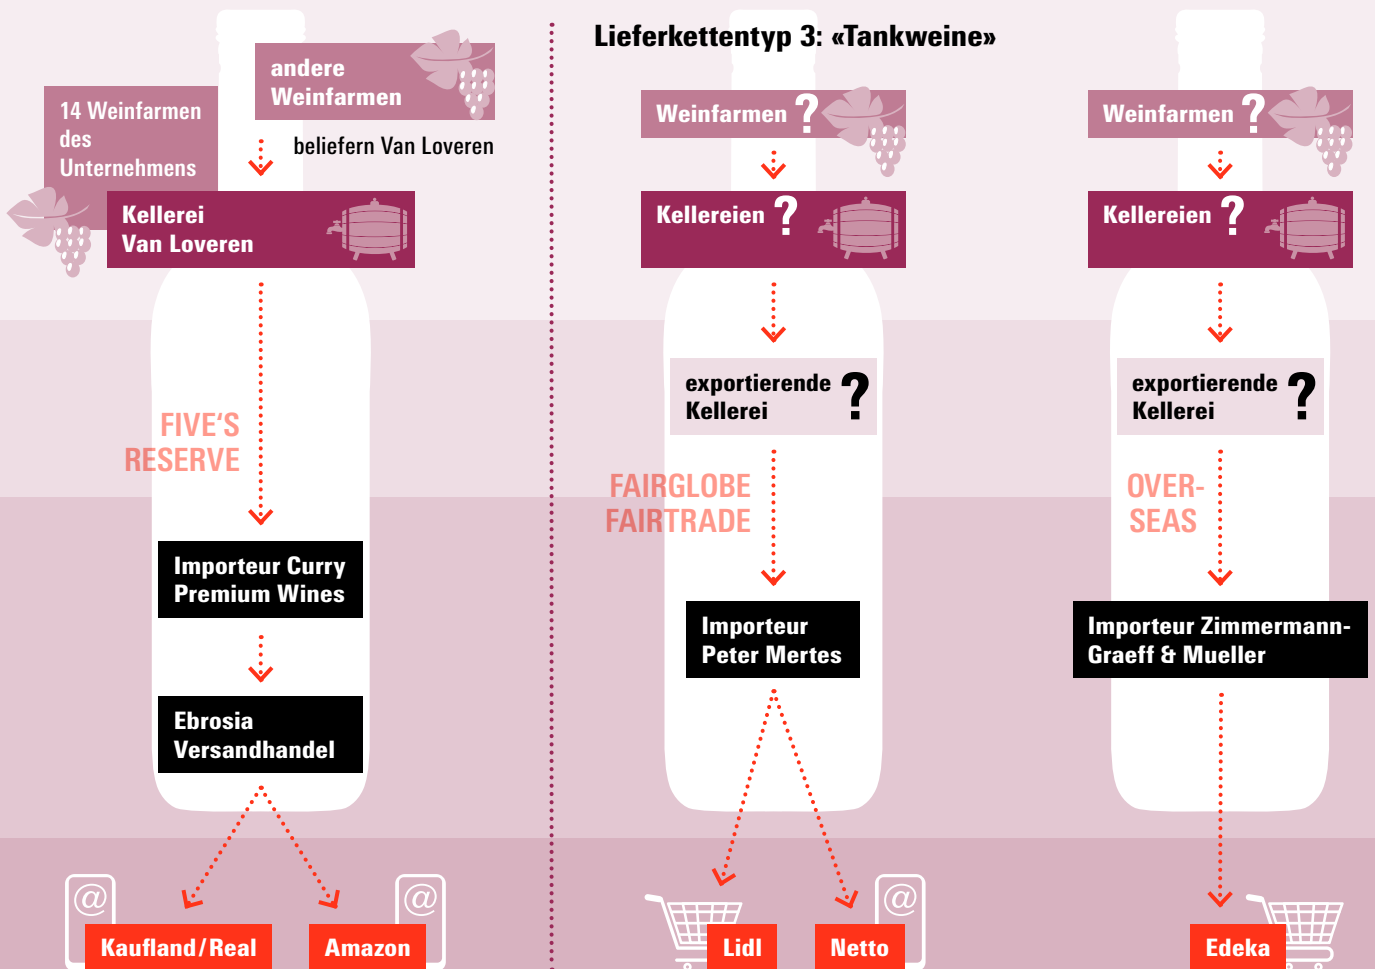 andere
Weinfarmen
14 Weinfarmen
des
Unternehmens
beliefern Van Loveren
Kellerei
Van Loveren
FIVE‘S
RESERVE
Importeur Curry
Premium Wines
Ebrosia
Versandhandel
@
@
Kaufland/Real
Amazon
Lieferkettentyp 3: «Tankweine»
Weinfarmen ?
Kellereien ?
exportierende
Kellerei ?
FAIRGLOBE
FAIRTRADE
Importeur
Peter Mertes
@
Lidl
Netto
Weinfarmen ?
Kellereien ?
exportierende
Kellerei ?
OVER-
SEAS
Importeur Zimmermann-
Graeff & Mueller
Edeka